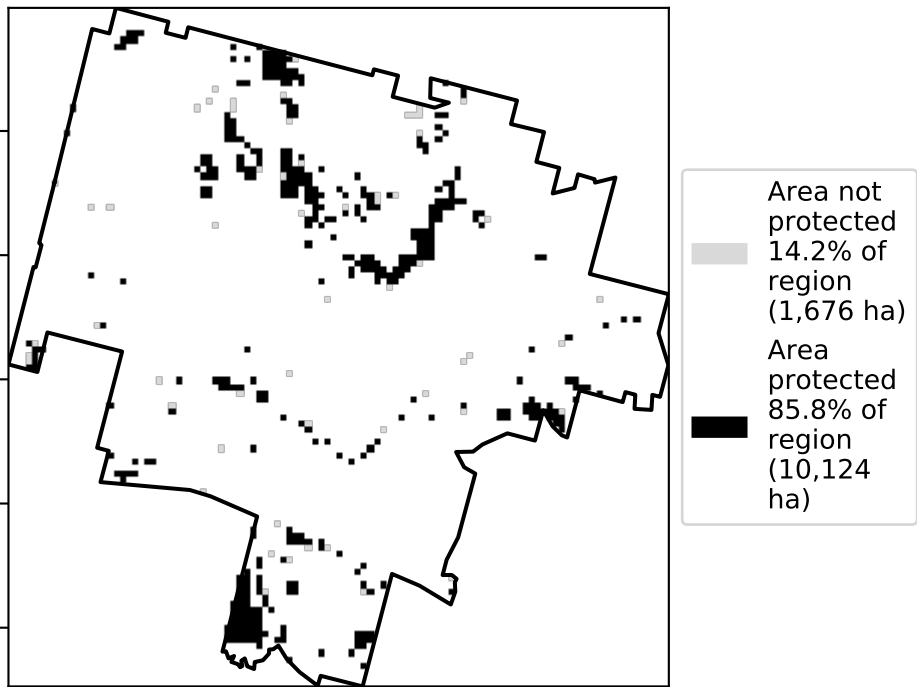 Area not
protected
14.2% of
region
(1,676 ha)
Area
protected
85.8% of
region
(10,124
ha)